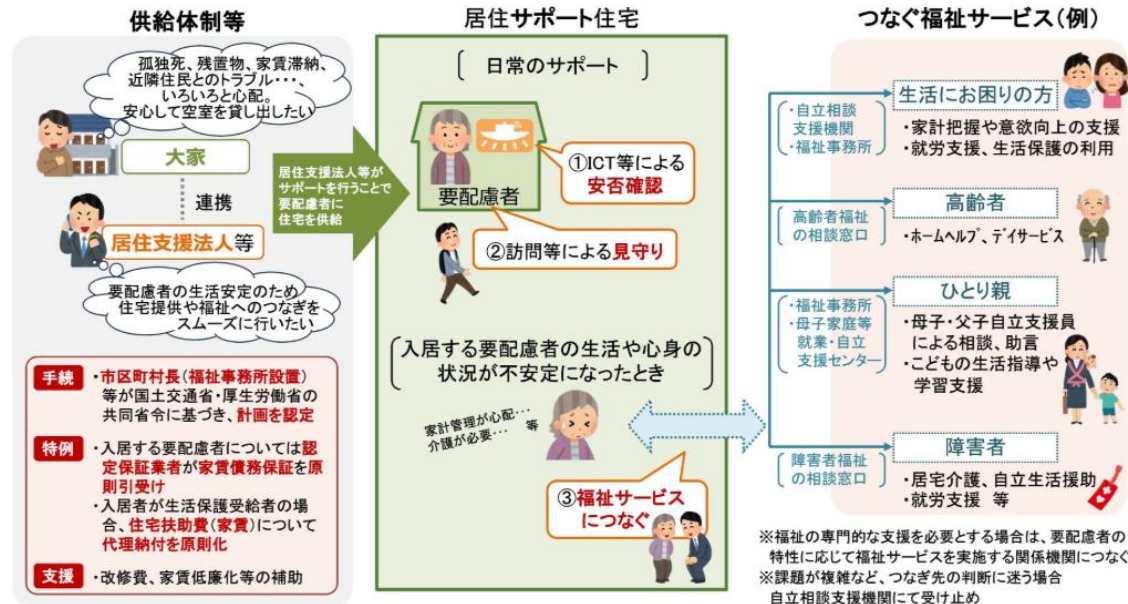 供給体制等
孤独死、残置物、家賃滞納、
近隣住民とのトラブル･･･、
いろいろと心配。
安心して空室を貸し出したい
大家
連携
居住支援法人等
要配慮者の生活安定のため
住宅提供や福祉へのつなぎを
スムーズに行いたい
居住支援法人等が
サポートを行うことで
要配慮者に
住宅を供給
手続
・市区町村長(福祉事務所設置)
等が国土交通省・厚生労働省の
共同省令に基づき、計画を認定
特例
・入居する要配慮者については認
定保証業者が家賃債務保証を原
則引受け
・入居者が生活保護受給者の場
合、住宅扶助費(家賃)について
代理納付を原則化
支援
・改修費、家賃低廉化等の補助
居住サポート住宅
日常のサポート
要配慮者
①ICT等による
安否確認
②訪問等による見守り
入居する要配慮者の生活や心身の
状況が不安定になったとき
家計管理が心配･･･
介護が必要･･･ 等
③福祉サービス
につなぐ
つなぐ福祉サービス(例)
・自立相談
支援機関
・福祉事務所
生活にお困りの方
・家計把握や意欲向上の支援
・就労支援、生活保護の利用
高齢者福祉
の相談窓口
高齢者
・ホームヘルプ、デイサービス
・福祉事務所
・母子家庭等
就業・自立
支援センター
ひとり親
・母子・父子自立支援員
による相談、助言
・こどもの生活指導や
学習支援
障害者福祉
の相談窓口
障害者
・居宅介護、自立生活援助
・就労支援 等
※福祉の専門的な支援を必要とする場合は、要配慮者の
特性に応じて福祉サービスを実施する関係機関につなぐ
※課題が複雑など、つなぎ先の判断に迷う場合
自立相談支援機関にて受け止め